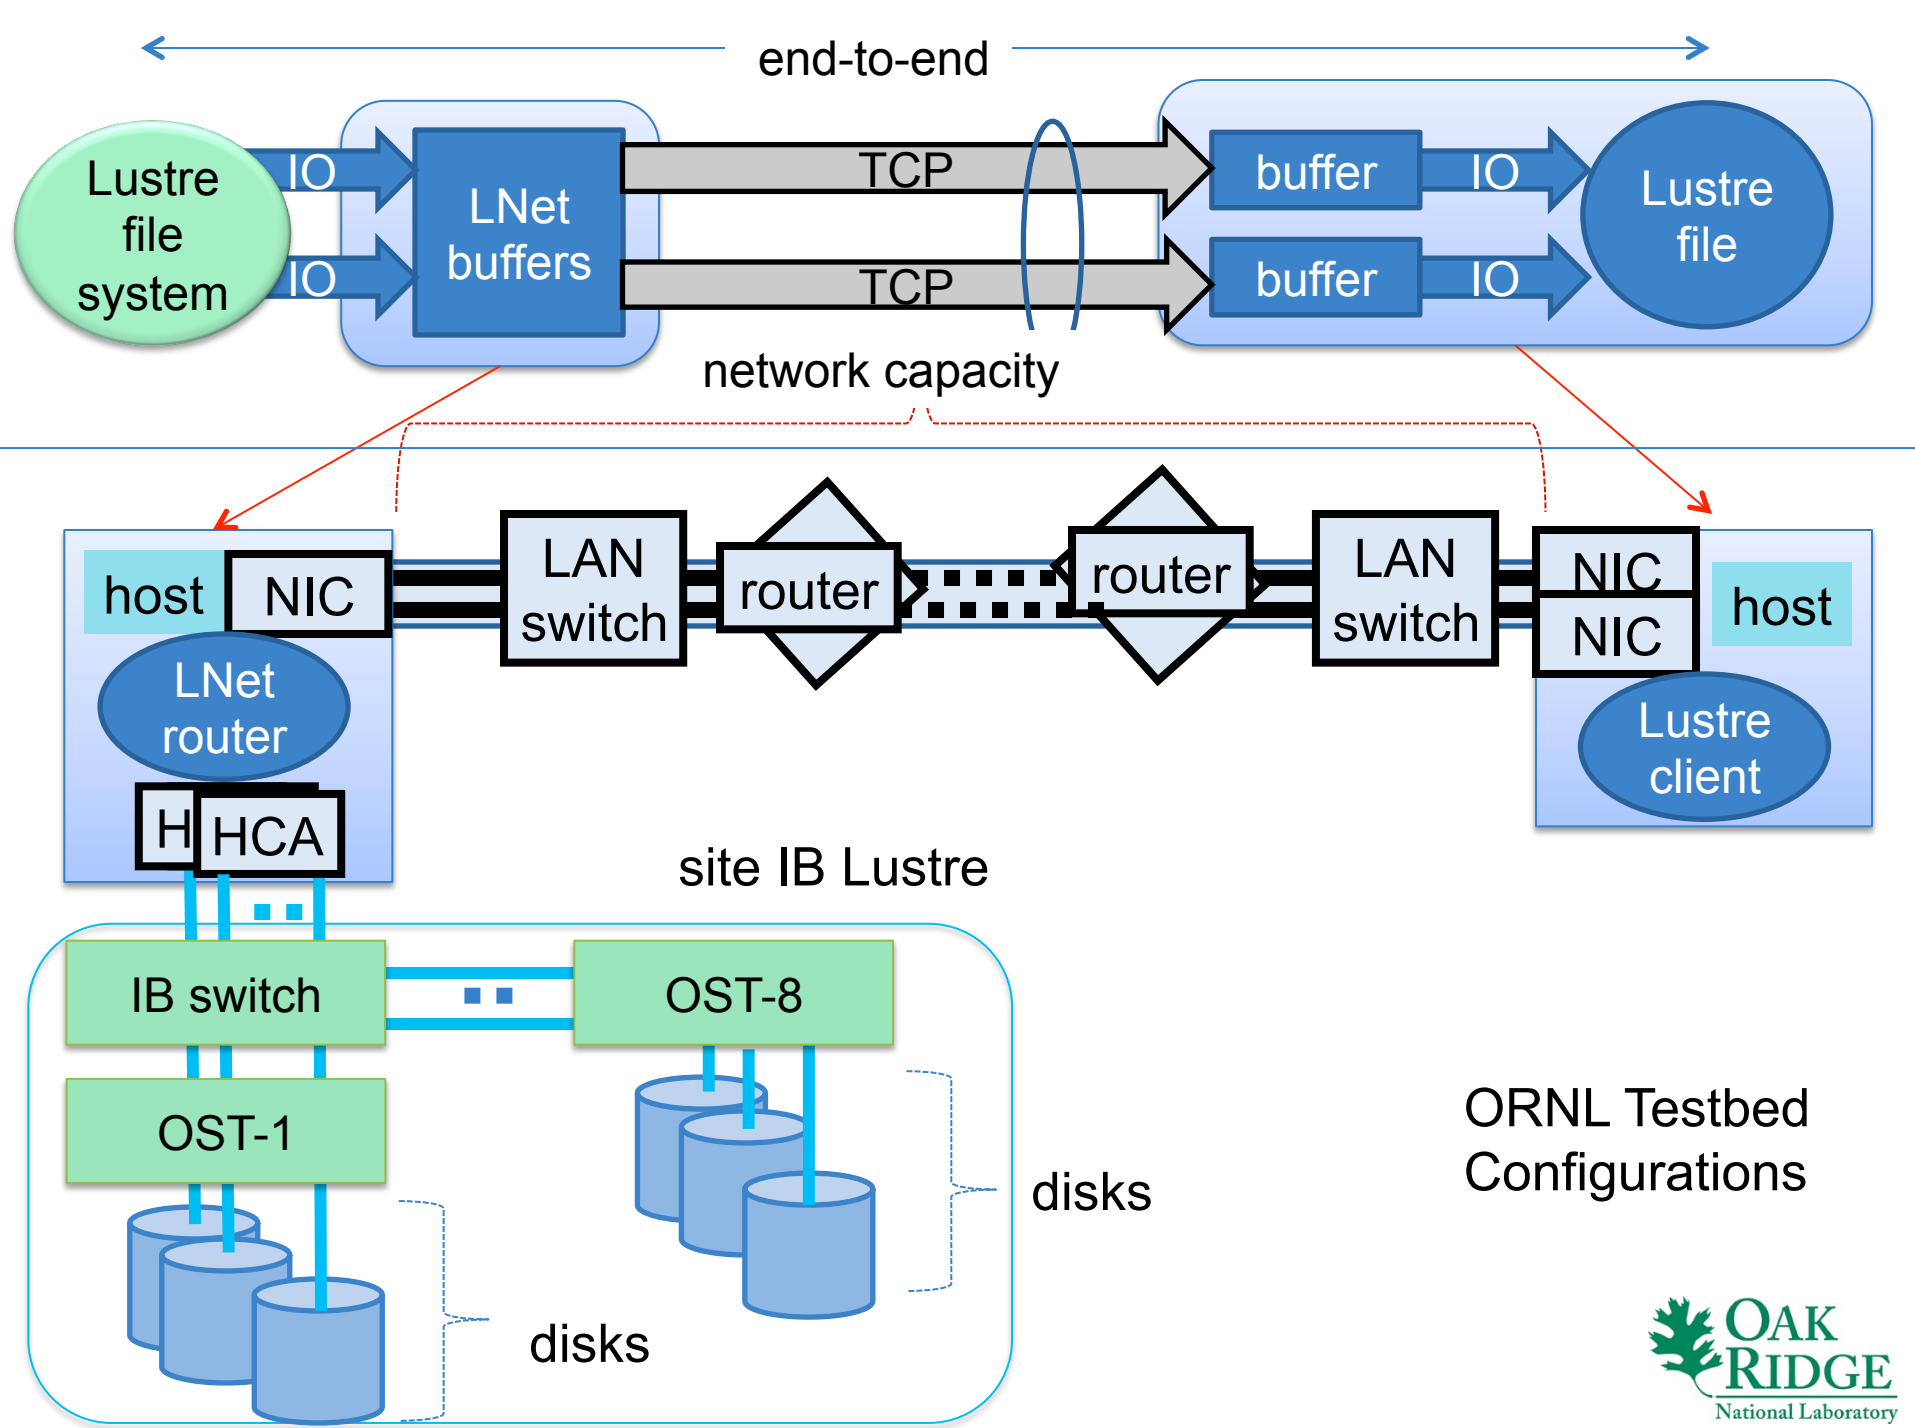 end-to-end
Lustre
file
system
IO
IO
LNet
buffers
TCP
TCP
buffer
buffer
IO
IO
Lustre
file
network capacity
host
NIC
LNet
router
H
HCA
LAN
switch
router
router
LAN
switch
NIC
NIC
host
Lustre
client
site IB Lustre
IB switch
OST-8
OST-1
disks
disks
ORNL Testbed
Configurations
OAK
RIDGE
National Laboratory